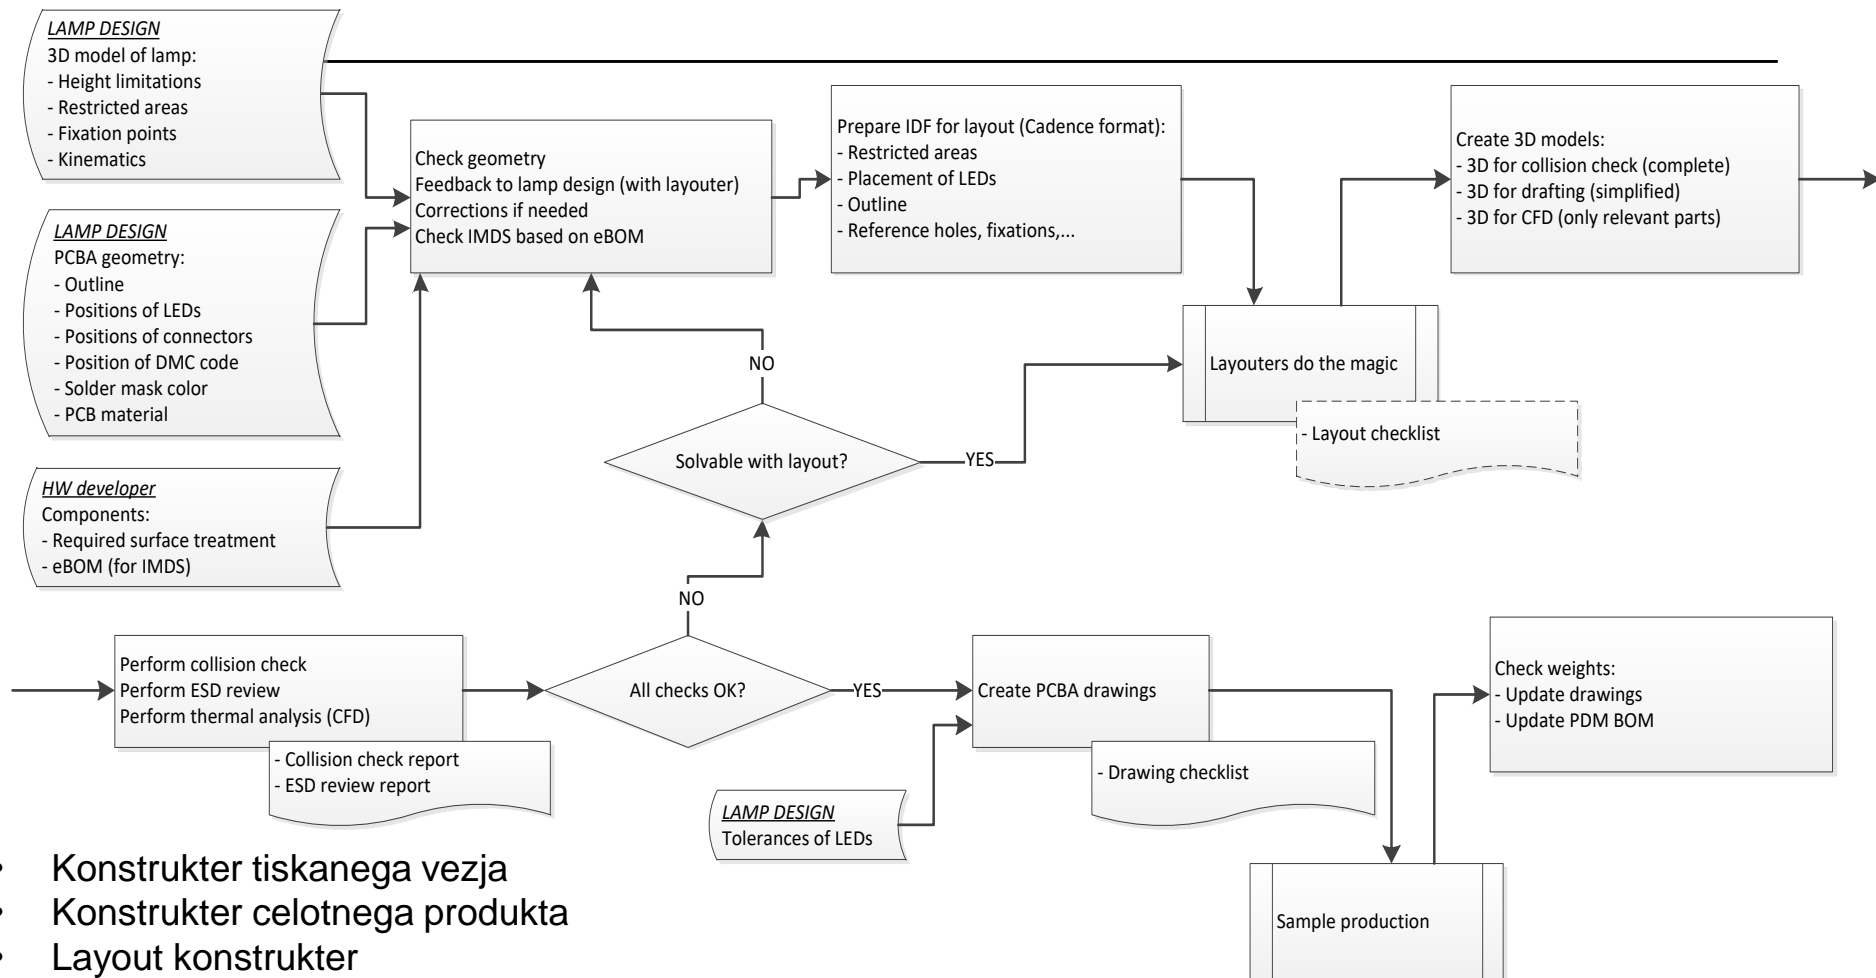 LAMP DESIGN
3D model of lamp:
- Height limitations
- Restricted areas
- Fixation points
- Kinematics
LAMP DESIGN
PCBA geometry:
- Outline
- Positions of LEDs
- Positions of connectors
- Position of DMC code
- Solder mask color
- PCB material
HW developer
Components:
- Required surface treatment
- eBOM (for IMDS)
Check geometry
Feedback to lamp design (with layouter)
Corrections if needed
Check IMDS based on eBOM
Prepare IDF for layout (Cadence format):
- Restricted areas
- Placement of LEDs
- Outline
- Reference holes, fixations,...
Layouters do the magic
- Layout checklist
Create 3D models:
- 3D for collision check (complete)
- 3D for drafting (simplified)
- 3D for CFD (only relevant parts)
NO
Solvable with layout?
YES
NO
Perform collision check
Perform ESD review
Perform thermal analysis (CFD)
- Collision check report
- ESD review report
All checks OK?
YES
Create PCBA drawings
- Drawing checklist
LAMP DESIGN
Tolerances of LEDs
Sample production
Check weights:
- Update drawings
- Update PDM BOM
• Konstrukter tiskanega vezja
• Konstrukter celotnega produkta
• Layout konstrukter